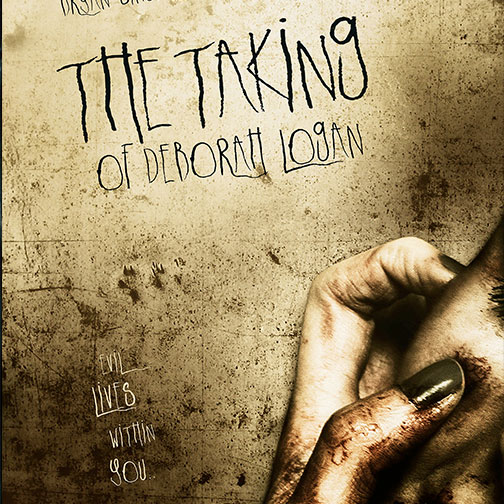 THE TAKING
OF DEBORAH LOGAN
EVIL
LIVES
WITHIN
YOU..